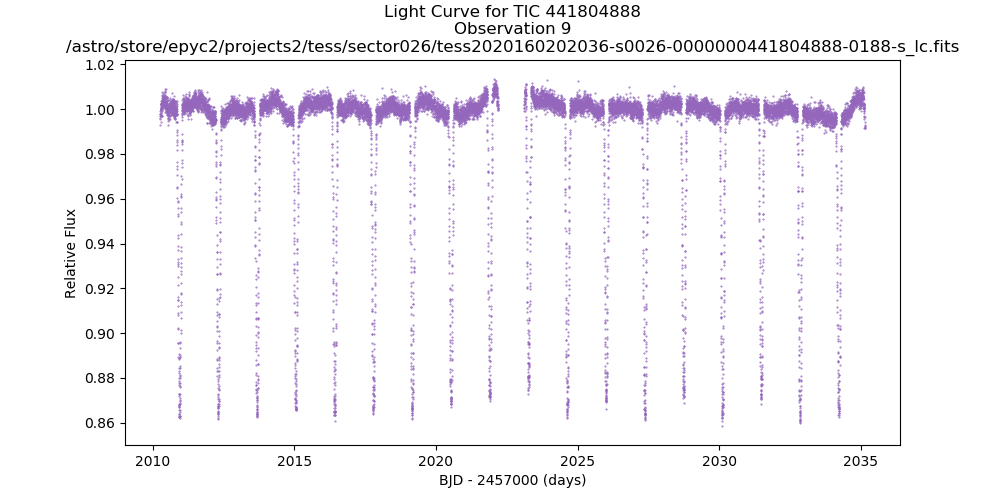 Light Curve for TIC 441804888
Observation 9
/astro/store/epyc2/projects2/tess/sector026/tess2020160202036-s0026-0000000441804888-0188-s_lc.fits
1.02
1.00
0.98
0.96
0.94
0.92
0.90
0.88
0.86
Relative Flux
2010 2015 2020 2025 2030 2035
BJD - 2457000 (days)